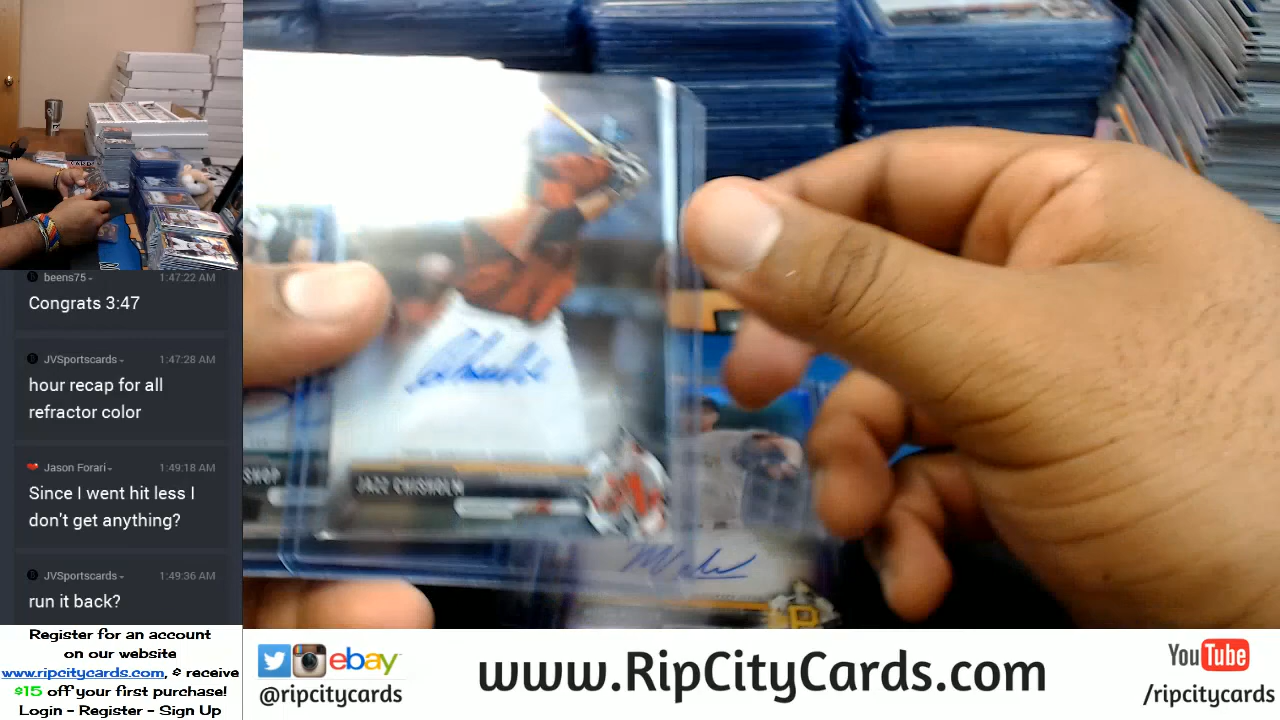 beens75
1:47:22 AM
Congrats 3:47
JVSportscards
1:47:28 AM
hour recap for all
refractor color
Jason Forari
1:49:18 AM
Since I went hit less I
don't get anything?
JVSportscards
1:49:36 AM
run it back?
Register for an account
on our website
www.ripcitycards.com, & receive
$15 off your first purchase!
Login - Register - Sign Up
SHOP
JAZZ CHISHOLM
P
ebay
@ripcitycards
www.RipCityCards.com
YouTube
/ripcitycards